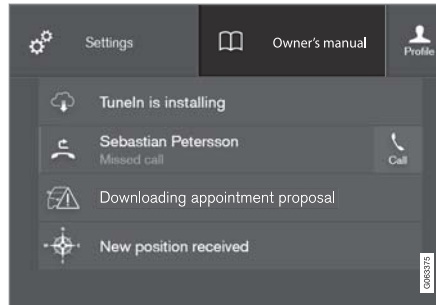 Settings
Owner's manual
Profile
TuneIn is installing
Sebastian Petersson
Missed call
Call
Downloading appointment proposal
New position received
G063375